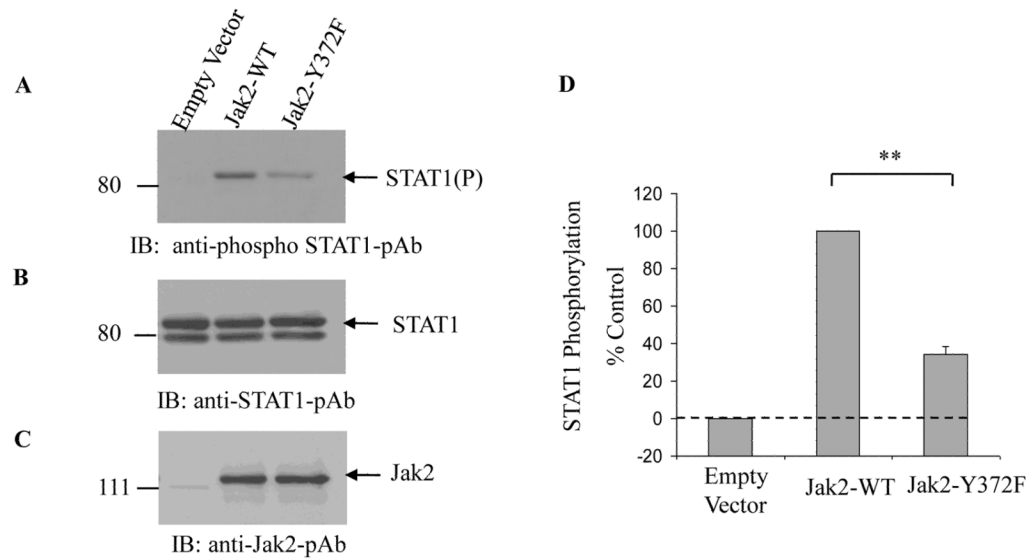 A
Empty Vector
Jak2-WT
Jak2-Y372F
80
STAT1(P)
IB: anti-phospho STAT1-pAb
B
80
STAT1
IB: anti-STAT1-pAb
C
111
Jak2
IB: anti-Jak2-pAb
D
**
STAT1 Phosphorylation
% Control
120
100
80
60
40
20
0
-20
Empty
Vector
Jak2-WT
Jak2-Y372F